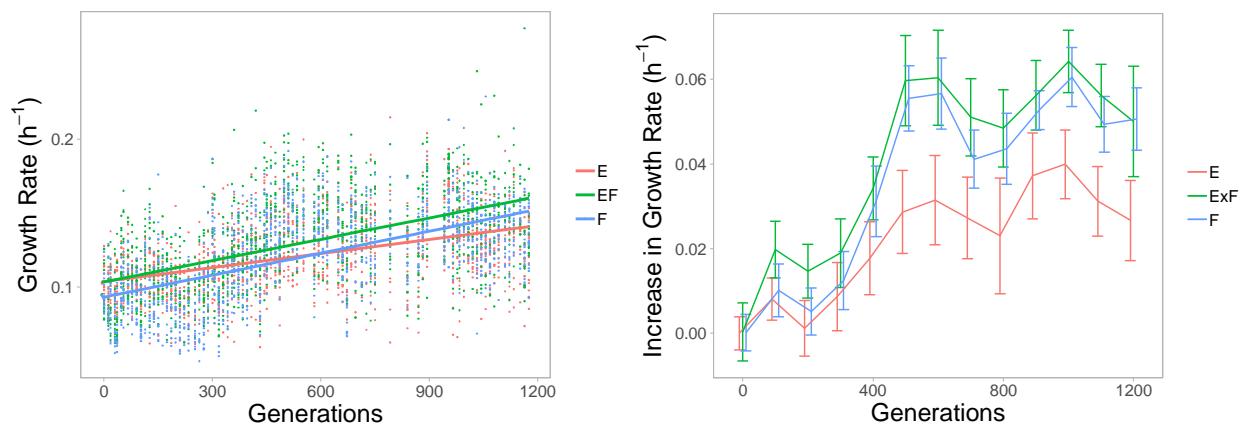 Growth Rate (h−1)
0.2
0.1
0
300
600
900
1200
Generations
E
EF
F
Increase in Growth Rate (h−1)
0.06
0.04
0.02
0.00
0
400
800
1200
Generations
E
ExF
F